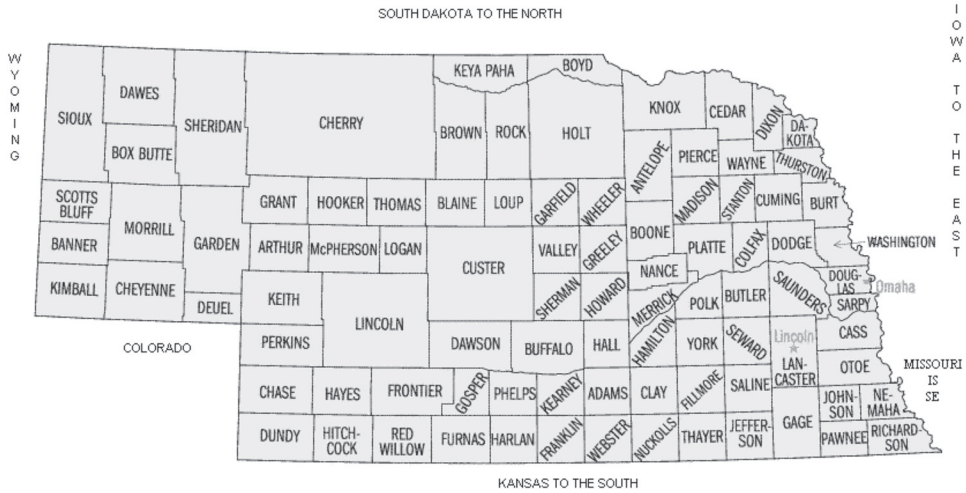 SOUTH DAKOTA TO THE NORTH
IOWA TO THE EAST
WYOMING
KEYA PAHA
BOYD
DAWES
SIOUX
SHERIDAN
CHERRY
BROWN
ROCK
HOLT
KNOX
CEDAR
DIXON
DA-
KOTA
BOX BUTTE
ANTELOPE
PIERCE
WAYNE
THURSTON
SCOTTS
BLUFF
MORRILL
GARDEN
GRANT
HOOKER
THOMAS
BLAINE
LOUP
GARFIELD
WHEELER
MADISON
STANTON
CUMING
BURT
BANNER
ARTHUR
McPHERSON
LOGAN
CUSTER
VALLEY
GREELEY
BOONE
PLATTE
COLFAX
DODGE
WASHINGTON
NANCE
KIMBALL
CHEYENNE
DEUEL
KEITH
LINCOLN
SHERMAN
HOWARD
MERRICK
POLK
BUTLER
SAUNDERS
DOUG-
LAS
Omaha
SARPY
COLORADO
PERKINS
DAWSON
BUFFALO
HALL
HAMILTON
YORK
SEWARD
Lincoln
LAN-
CASTER
CASS
OTOE
MISSOURI
IS
SE
CHASE
HAYES
FRONTIER
GOSPER
PHELPS
KEARNEY
ADAMS
CLAY
FILLMORE
SALINE
GAGE
JOHN-
SON
NE-
MAHA
DUNDY
HITCH-
COCK
RED
WILLOW
FURNAS
HARLAN
FRANKLIN
WEBSTER
NUCKOLLS
THAYER
JEFFER-
SON
PAWNEE
RICHARD
SON
KANSAS TO THE SOUTH